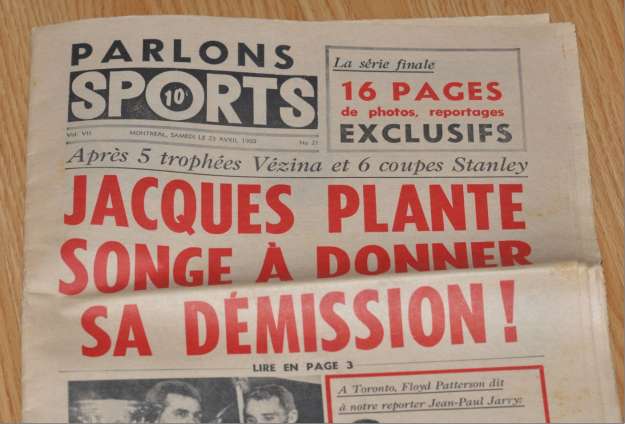 PARLONS
SPORTS
10¢
Vol. VII
MONTREAL, SAMEDI LE 25 AVRIL
No 21
La série finale
16 PAGES
de photos, reportages
EXCLUSIFS
Après 5 trophées Vézina et 6 coupes Stanley
JACQUES PLANTE
SONGE À DONNER
SA DÉMISSION !
LIRE EN PAGE 3
A Toronto, Floyd Patterson dit
à notre reporter Jean-Paul Jarry: